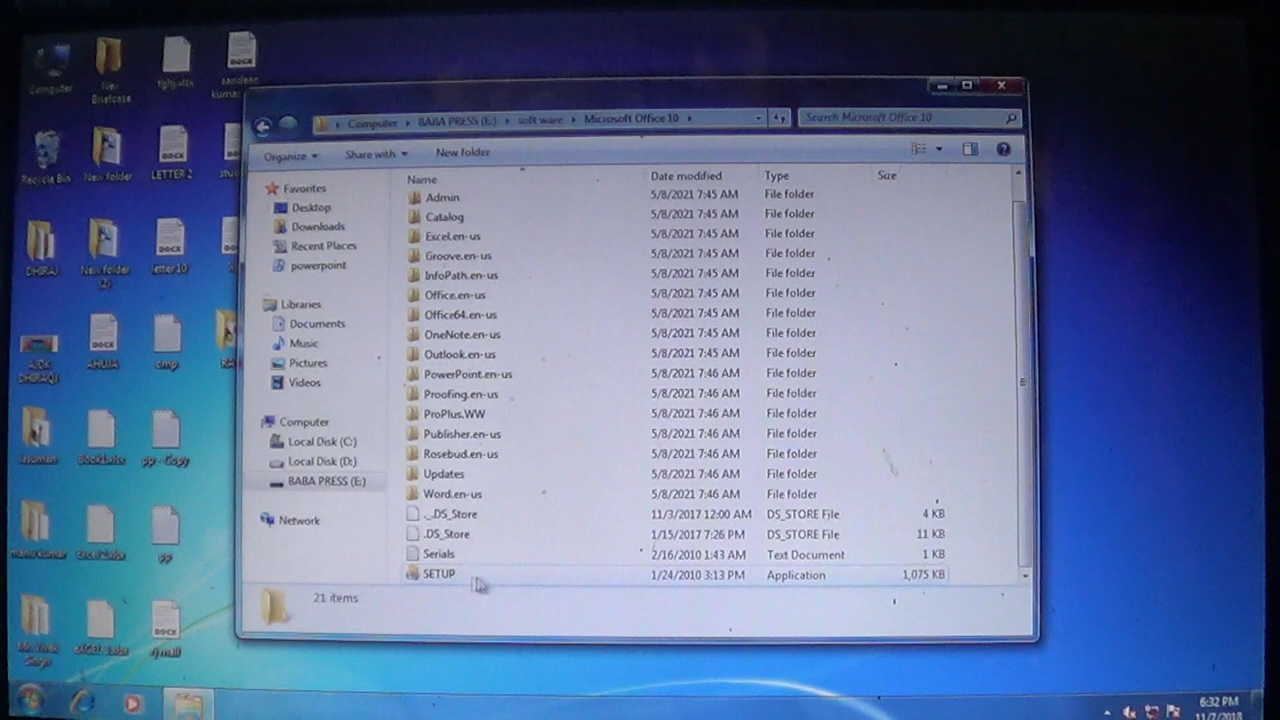 Computer
New Briefcase
Recycle Bin
New folder
LETTER 2
DHIRAJ
New folder (2)
letter 10
AHUJA
cmp
pp - Copy
pp
Computer ▸ BABA PRESS (E:) ▸ soft ware ▸ Microsoft Office 10 ▸
Search Microsoft Office 10
Organize
Share with
New folder
Favorites
Desktop
Downloads
Recent Places
powerpoint
Libraries
Documents
Music
Pictures
Videos
Computer
Local Disk (C:)
Local Disk (D:)
BABA PRESS (E:)
Network
Name Date modified Type Size
Admin 5/8/2021 7:45 AM File folder
Catalog 5/8/2021 7:45 AM File folder
Excel.en-us 5/8/2021 7:45 AM File folder
Groove.en-us 5/8/2021 7:45 AM File folder
InfoPath.en-us 5/8/2021 7:45 AM File folder
Office.en-us 5/8/2021 7:45 AM File folder
Office64.en-us 5/8/2021 7:45 AM File folder
OneNote.en-us 5/8/2021 7:45 AM File folder
Outlook.en-us 5/8/2021 7:45 AM File folder
PowerPoint.en-us 5/8/2021 7:46 AM File folder
Proofing.en-us 5/8/2021 7:46 AM File folder
ProPlus.WW 5/8/2021 7:46 AM File folder
Publisher.en-us 5/8/2021 7:46 AM File folder
Rosebud.en-us 5/8/2021 7:46 AM File folder
Updates 5/8/2021 7:46 AM File folder
Word.en-us 5/8/2021 7:46 AM File folder
._.DS_Store 11/3/2017 12:00 AM DS_STORE File 4 KB
.DS_Store 1/15/2017 7:26 PM DS_STORE File 11 KB
Serials 2/16/2010 1:43 AM Text Document 1 KB
SETUP 1/24/2010 3:13 PM Application 1,075 KB
21 items
6:32 PM
11/7/2018